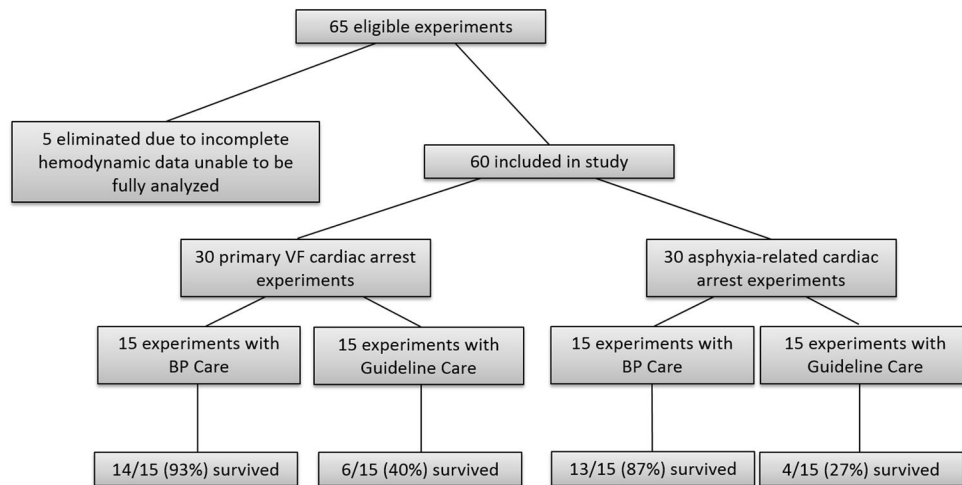 65 eligible experiments
5 eliminated due to incomplete
hemodynamic data unable to be
fully analyzed
60 included in study
30 primary VF cardiac arrest
experiments
30 asphyxia-related cardiac
arrest experiments
15 experiments with
BP Care
15 experiments with
Guideline Care
15 experiments with
BP Care
15 experiments with
Guideline Care
14/15 (93%) survived
6/15 (40%) survived
13/15 (87%) survived
4/15 (27%) survived